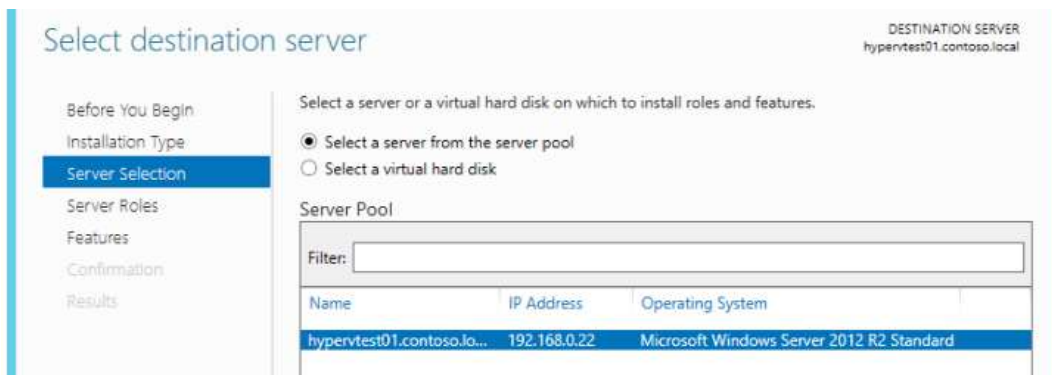 Select destination server
DESTINATION SERVER
hypervtest01.contoso.local
Before You Begin
Installation Type
Server Selection
Server Roles
Features
Confirmation
Results
Select a server or a virtual hard disk on which to install roles and features.
Select a server from the server pool
Select a virtual hard disk
Server Pool
Filter:
Name IP Address Operating System
hypervtest01.contoso.lo... 192.168.0.22 Microsoft Windows Server 2012 R2 Standard